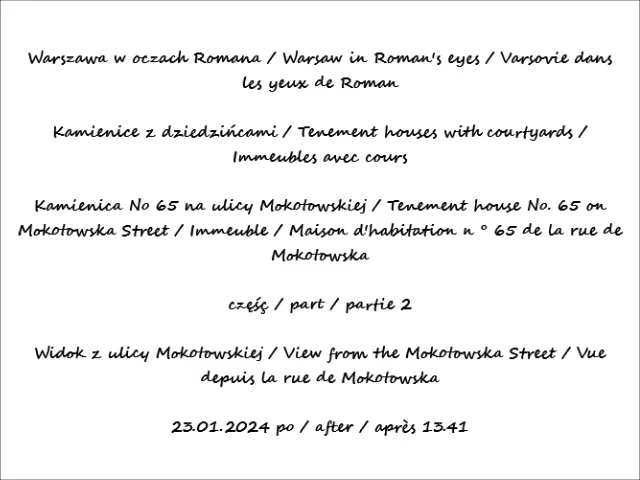 Warszawa w oczach Romana / Warsaw in Roman's eyes / Varsovie dans
les yeux de Roman
Kamienice z dziedzińcami / Tenement houses with courtyards /
Immeubles avec cours
Kamienica No 65 na ulicy Mokotowskiej / Tenement house No. 65 on
Mokotowska Street / Immeuble / Maison d'habitation n ° 65 de la rue de
Mokotowska
częśç / part / partie 2
Widok z ulicy Mokotowskiej / View from the Mokotowska Street / Vue
depuis la rue de Mokotowska
23.01.2024 po / after / après 13.41